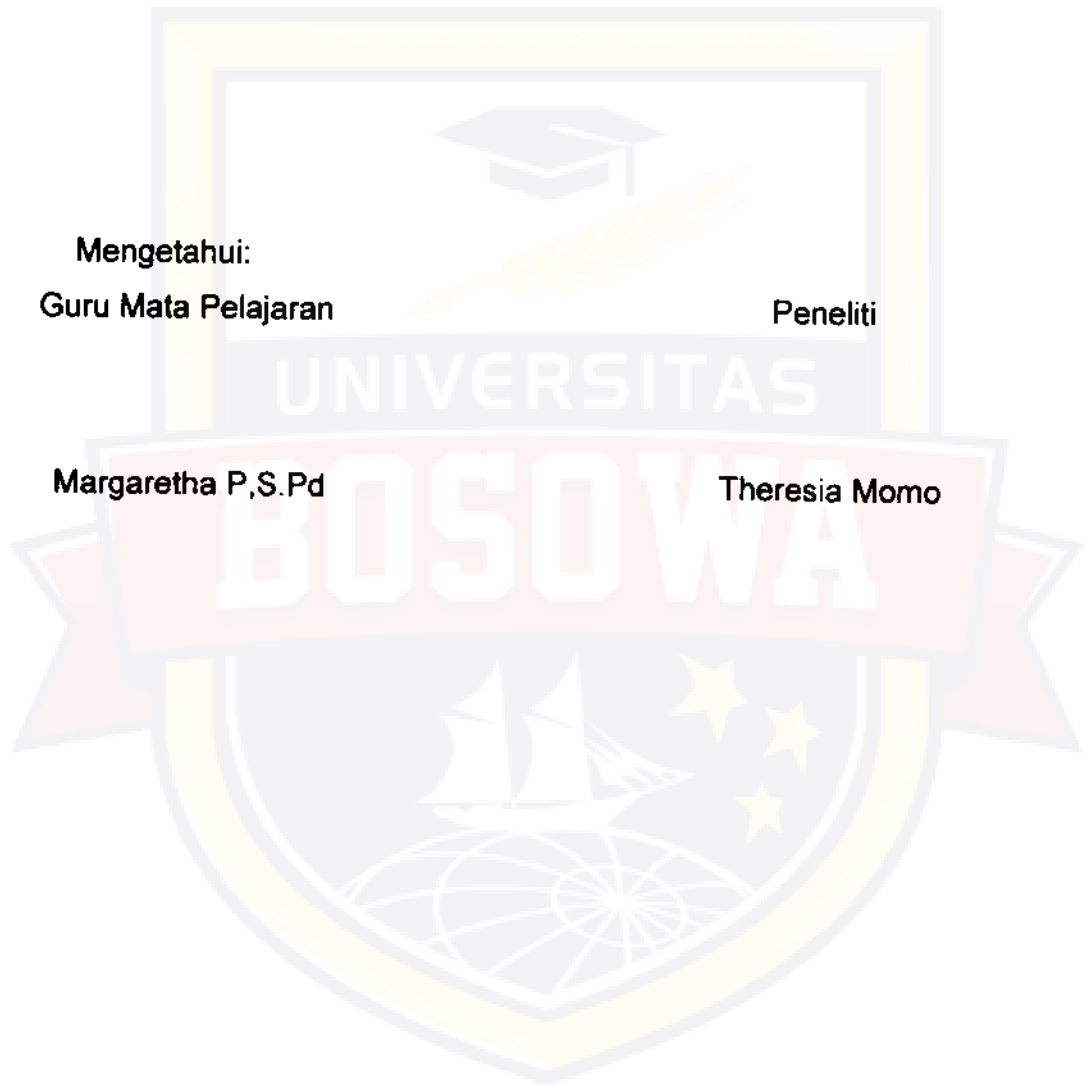 Mengetahui:
Guru Mata Pelajaran
Peneliti
UNIVERSITAS
Margaretha P,S.Pd
Theresia Momo
BOSOWA